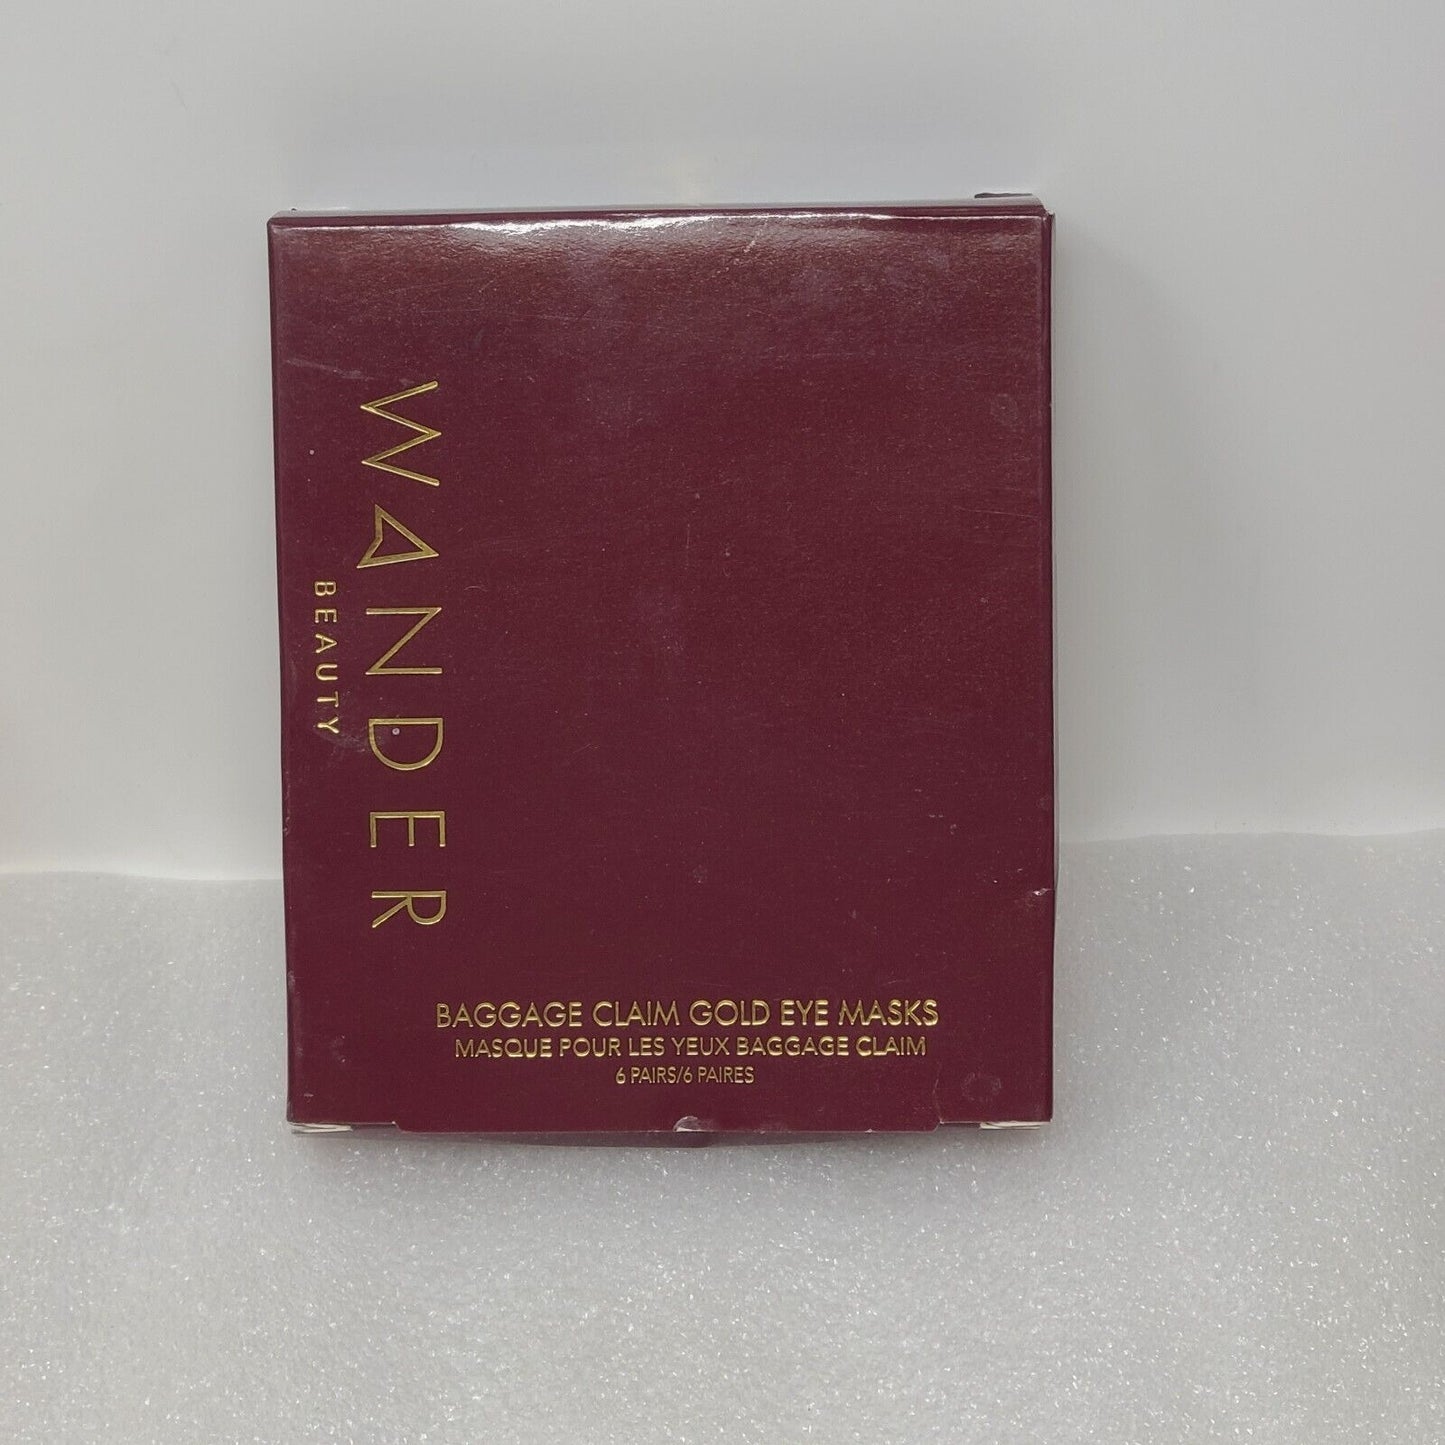 WANDER
BEAUTY
BAGGAGE CLAIM GOLD EYE MASKS
MASQUE POUR LES YEUX BAGGAGE CLAIM
6 PAIRS/6 PAIRES